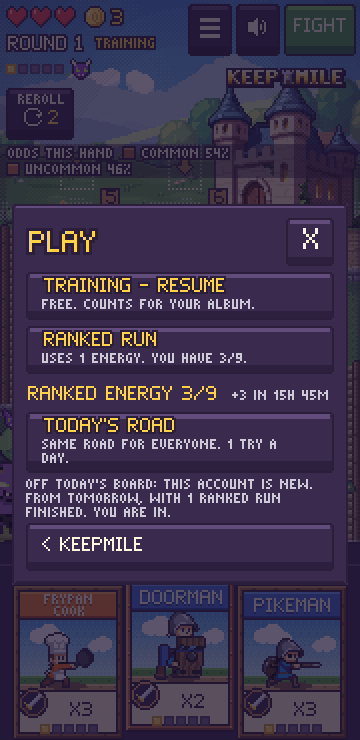 3
FIGHT
ROUND 1 TRAINING
KEEPMILE
REROLL
2
ODDS THIS HAND COMMON 54%
UNCOMMON 46%
5 6
PLAY
X
TRAINING - RESUME
FREE. COUNTS FOR YOUR ALBUM.
RANKED RUN
USES 1 ENERGY. YOU HAVE 3/9.
RANKED ENERGY 3/9 +3 IN 15H 45M
TODAY'S ROAD
SAME ROAD FOR EVERYONE. 1 TRY A
DAY.
OFF TODAY'S BOARD: THIS ACCOUNT IS NEW.
FROM TOMORROW, WITH 1 RANKED RUN
FINISHED, YOU ARE IN.
< KEEPMILE
FRYPAN
COOK
DOORMAN
PIKEMAN
X3
X2
X3